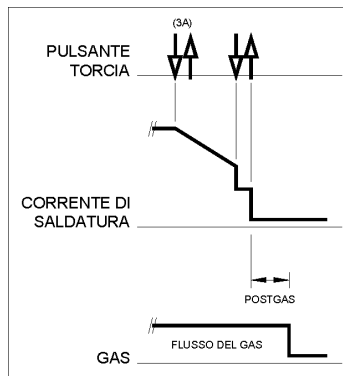 (3A)
PULSANTE
TORCIA
CORRENTE DI
SALDATURA
POSTGAS
FLUSSO DEL GAS
GAS